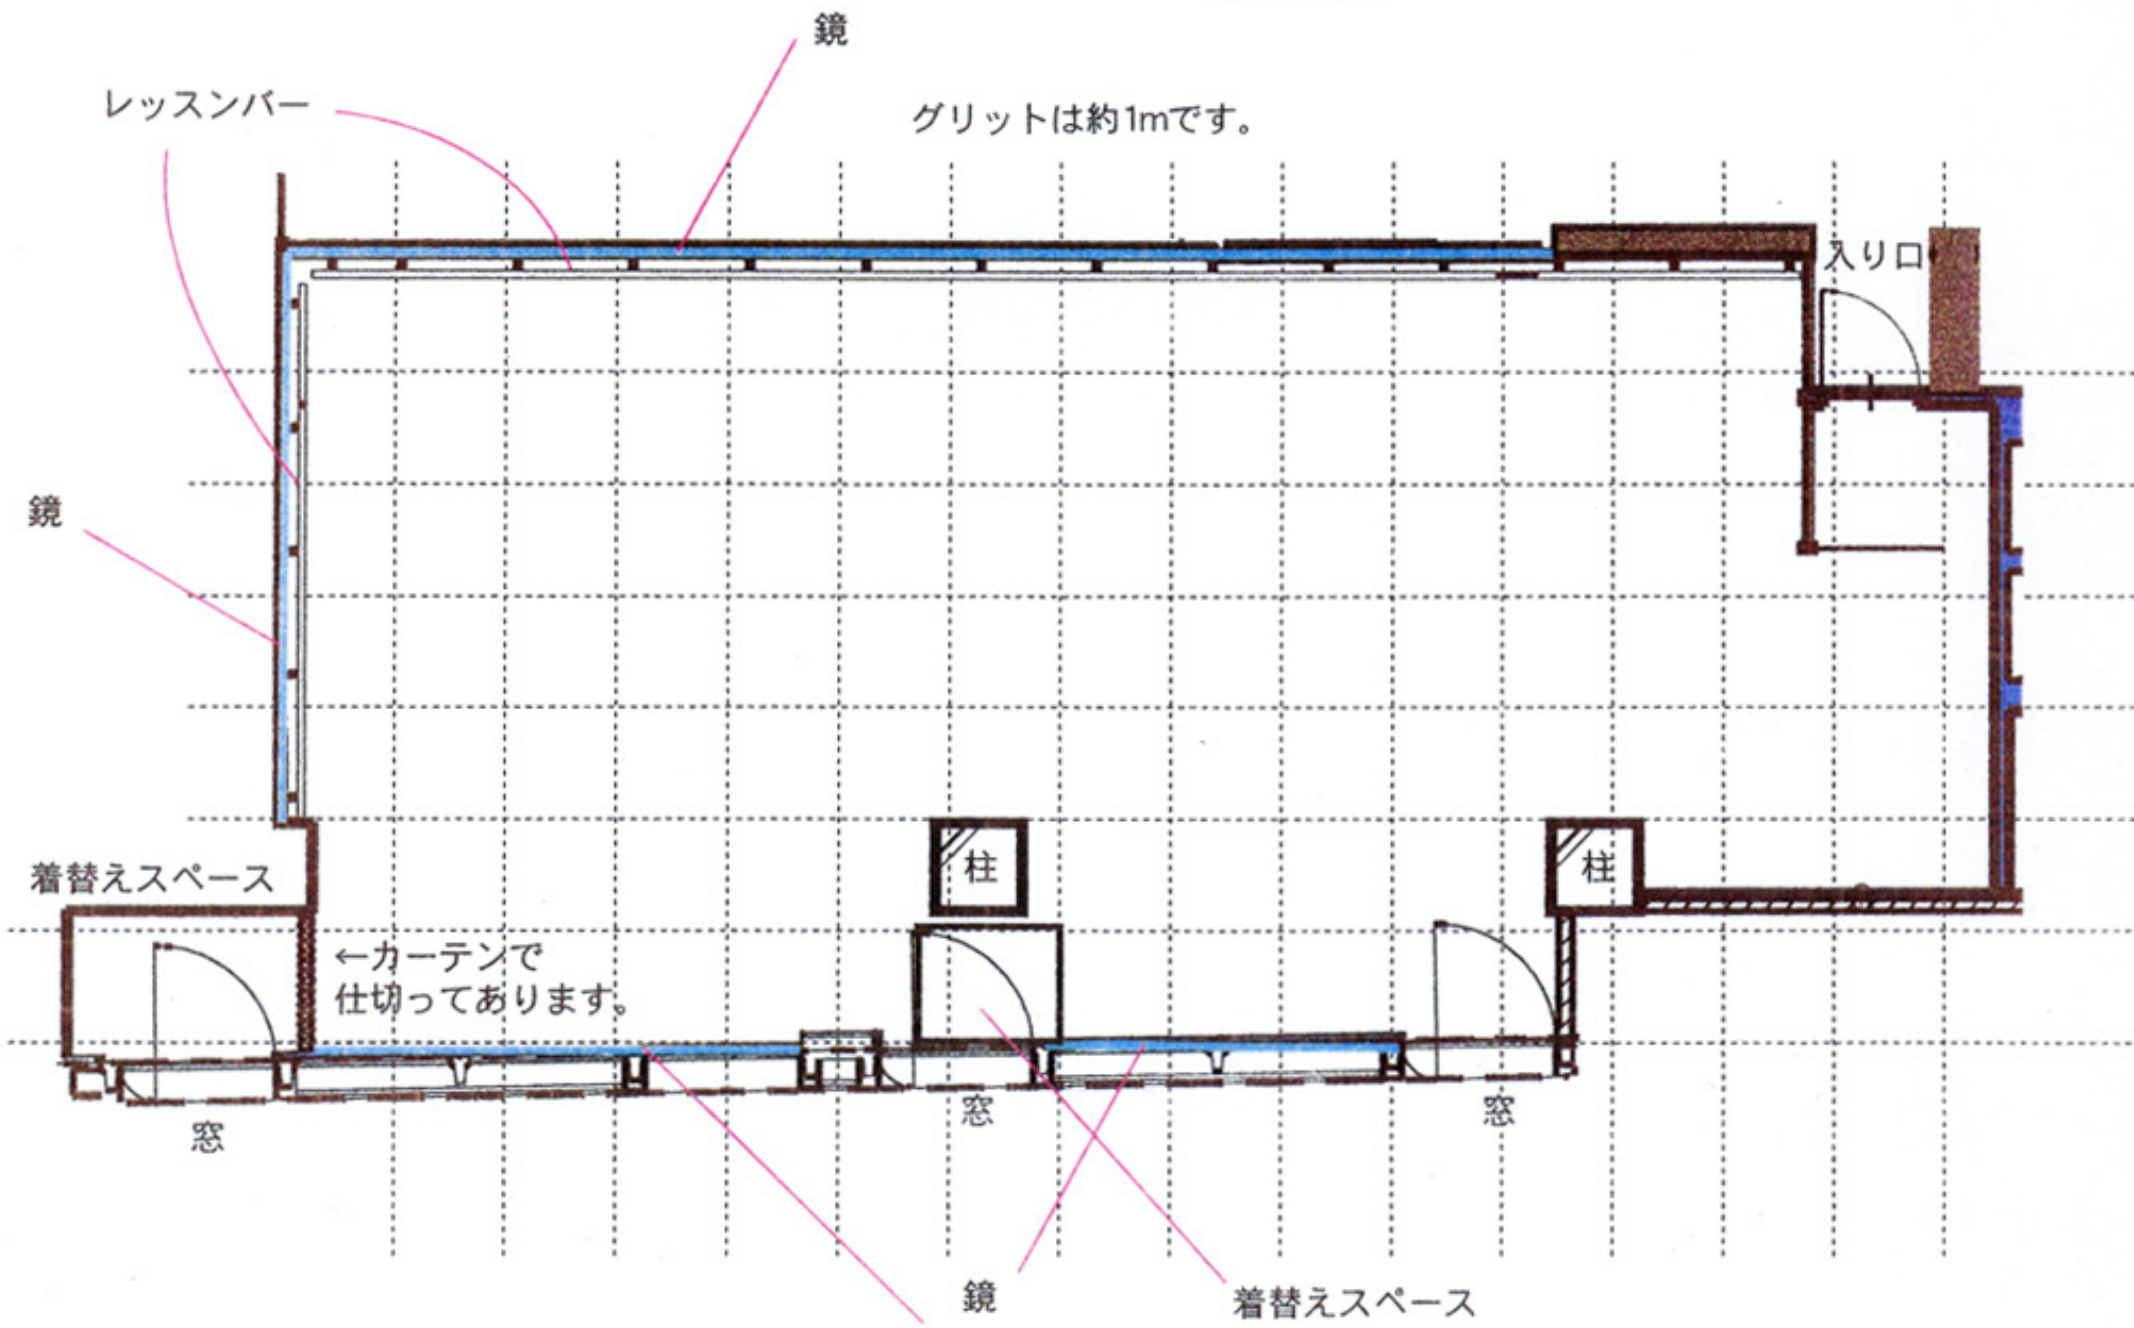 鏡
レッスンバー
グリットは約1mです。
入り口
鏡
柱
柱
着替えスペース
←カーテンで
仕切ってあります。
窓
窓
窓
鏡
着替えスペース